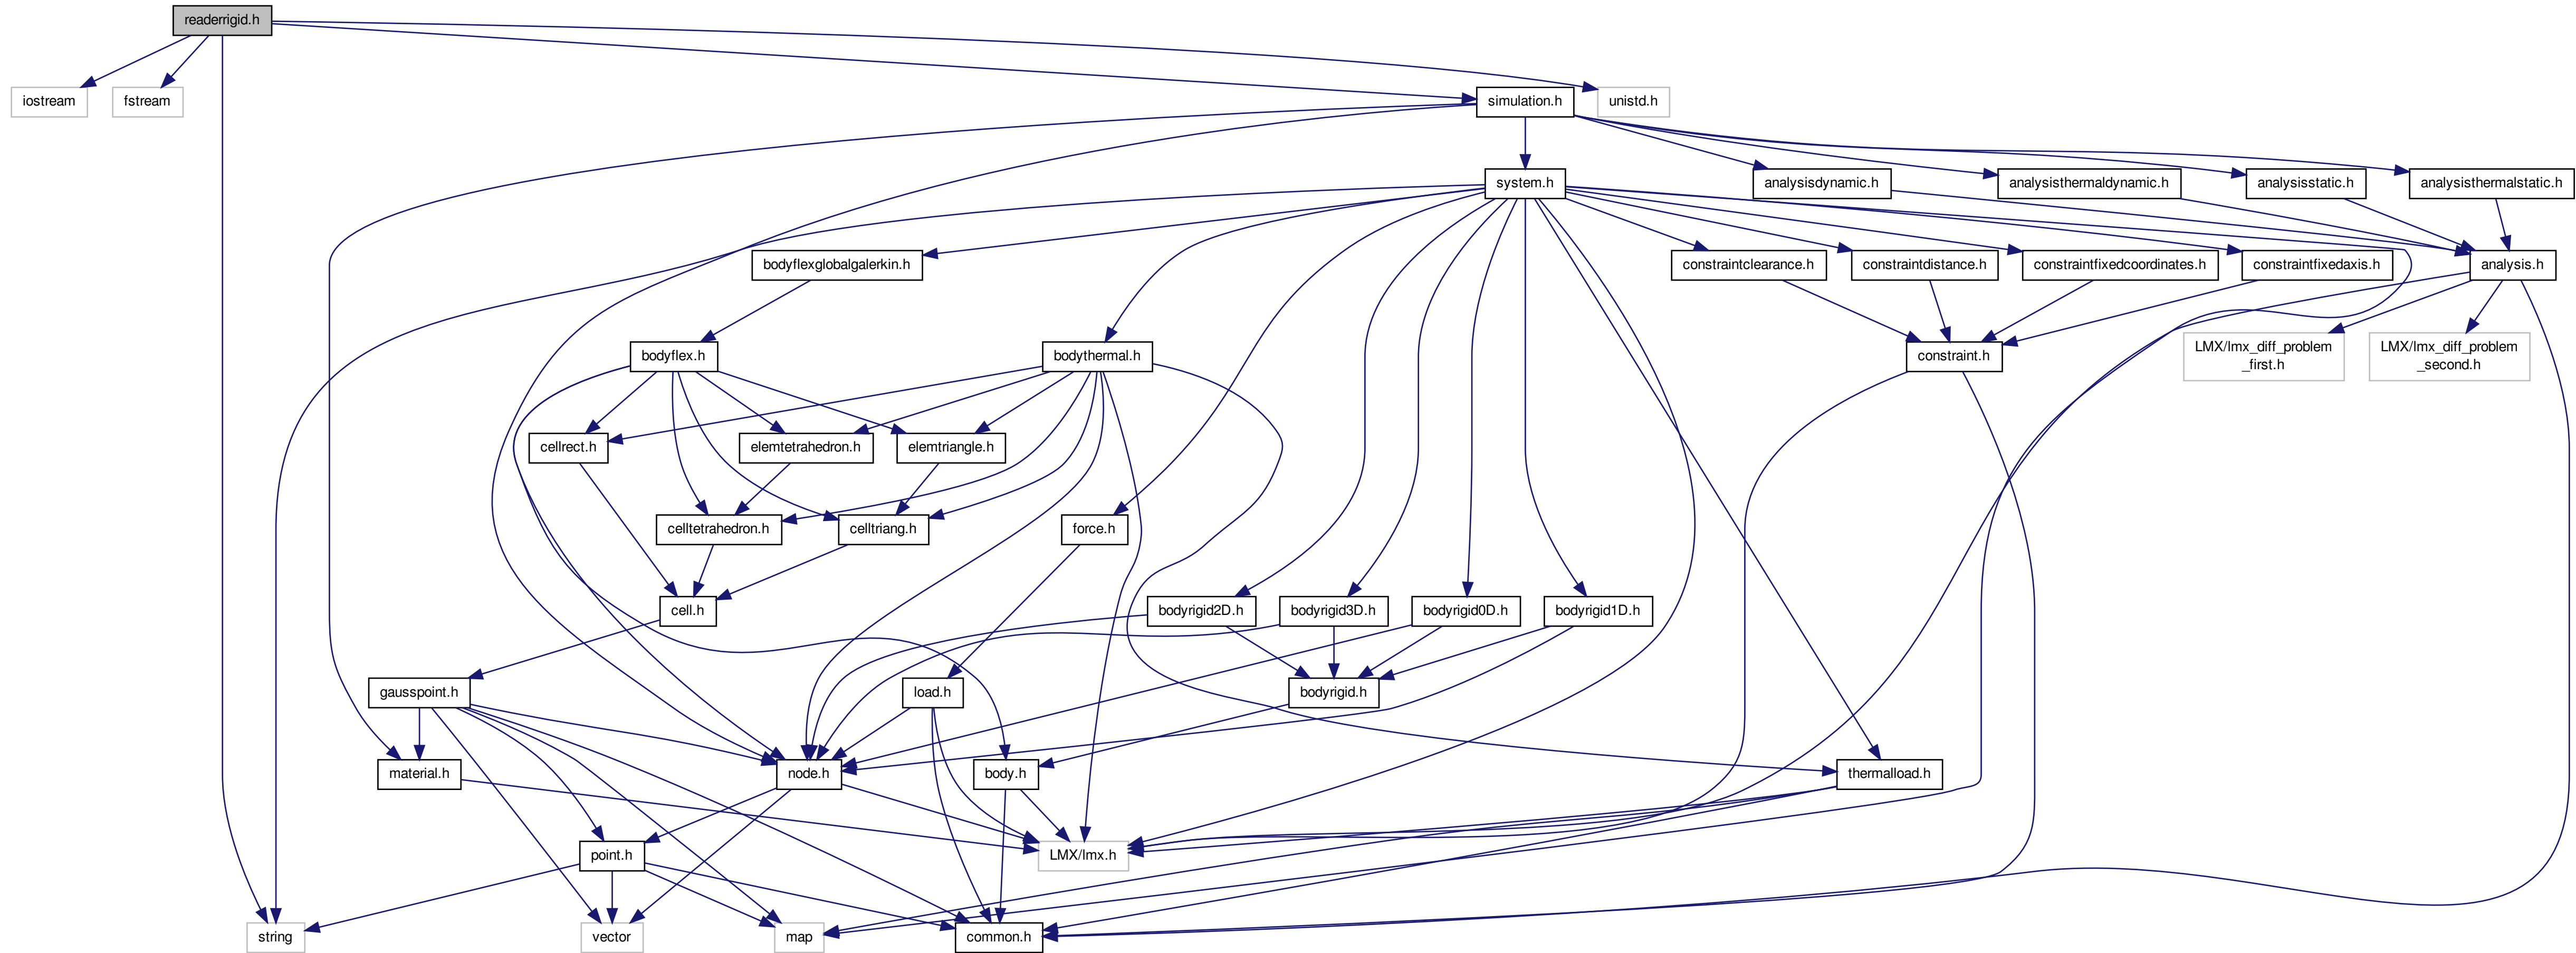 readerrigid.h
iostream
fstream
simulation.h
unistd.h
system.h
analysisdynamic.h
analysisthermaldynamic.h
analysisstatic.h
analysisthermalstatic.h
bodyflexglobalgalerkin.h
constraintclearance.h
constraintdistance.h
constraintfixedcoordinates.h
constraintfixedaxis.h
analysis.h
bodyflex.h
bodythermal.h
constraint.h
LMX/lmx_diff_problem
_first.h
LMX/lmx_diff_problem
_second.h
cellrect.h
elemtetrahedron.h
elemtriangle.h
celltetrahedron.h
celltriang.h
force.h
cell.h
bodyrigid2D.h
bodyrigid3D.h
bodyrigid0D.h
bodyrigid1D.h
gausspoint.h
load.h
bodyrigid.h
material.h
node.h
body.h
thermalload.h
point.h
LMX/lmx.h
string
vector
map
common.h